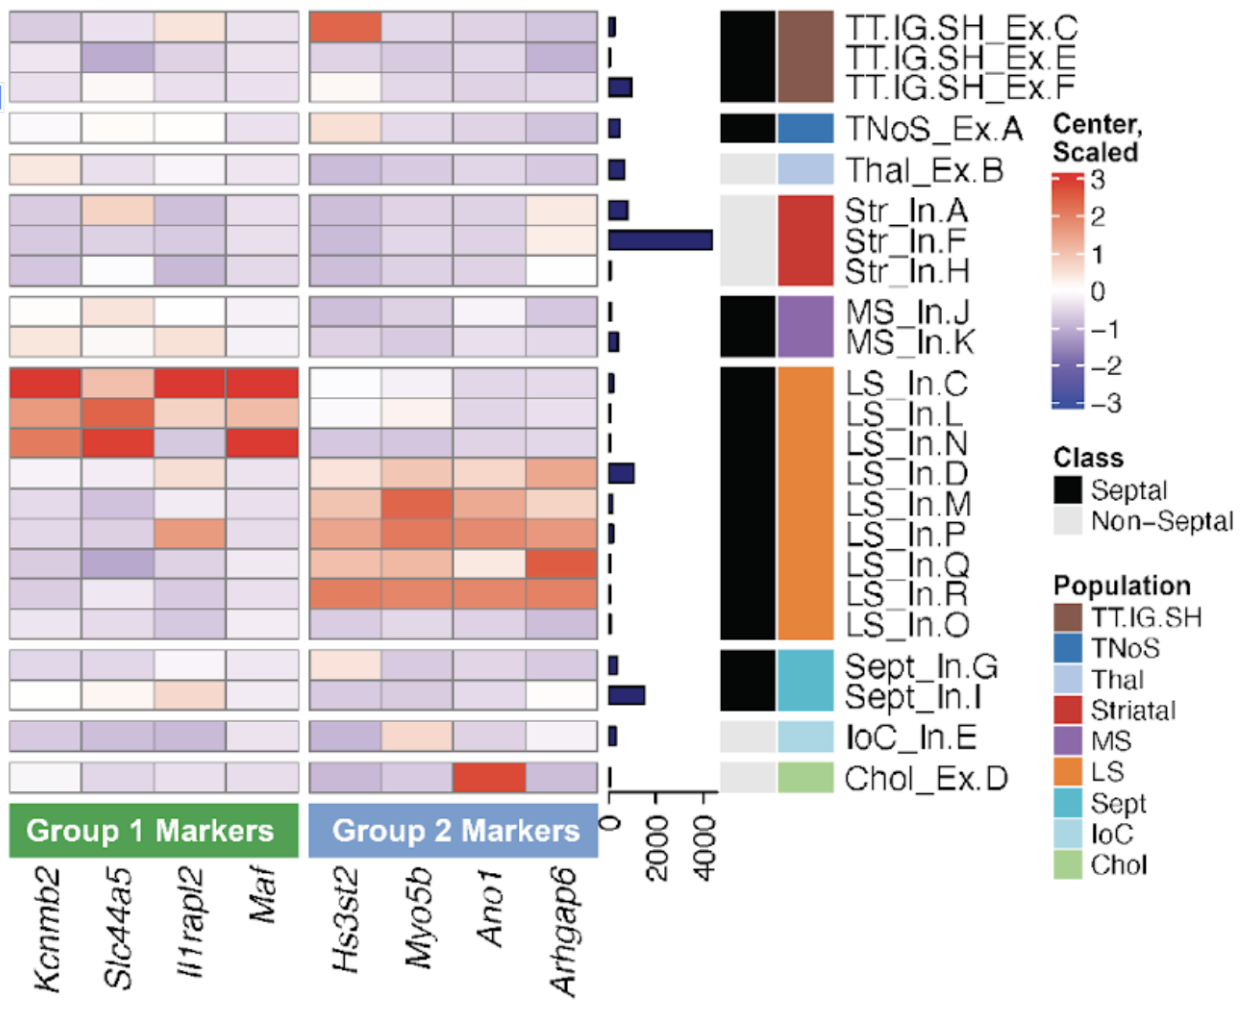 TT.IG.SH_Ex.C
TT.IG.SH_Ex.E
TT.IG.SH_Ex.F
TNoS_Ex.A
Thal_Ex.B
Str_In.A
Str_In.F
Str_In.H
MS_In.J
MS_In.K
LS_In.C
LS_In.L
LS_In.N
LS_In.D
LS_In.M
LS_In.P
LS_In.Q
LS_In.R
LS_In.O
Sept_In.G
Sept_In.I
IoC_In.E
Chol_Ex.D
Center,
Scaled
3
2
1
0
−1
−2
−3
Class
Septal
Non−Septal
Population
TT.IG.SH
TNoS
Thal
Striatal
MS
LS
Sept
IoC
Chol
Group 1 Markers
Group 2 Markers
0
2000
4000
Kcnmb2
Slc44a5
Il1rapl2
Maf
Hs3st2
Myo5b
Ano1
Arhgap6